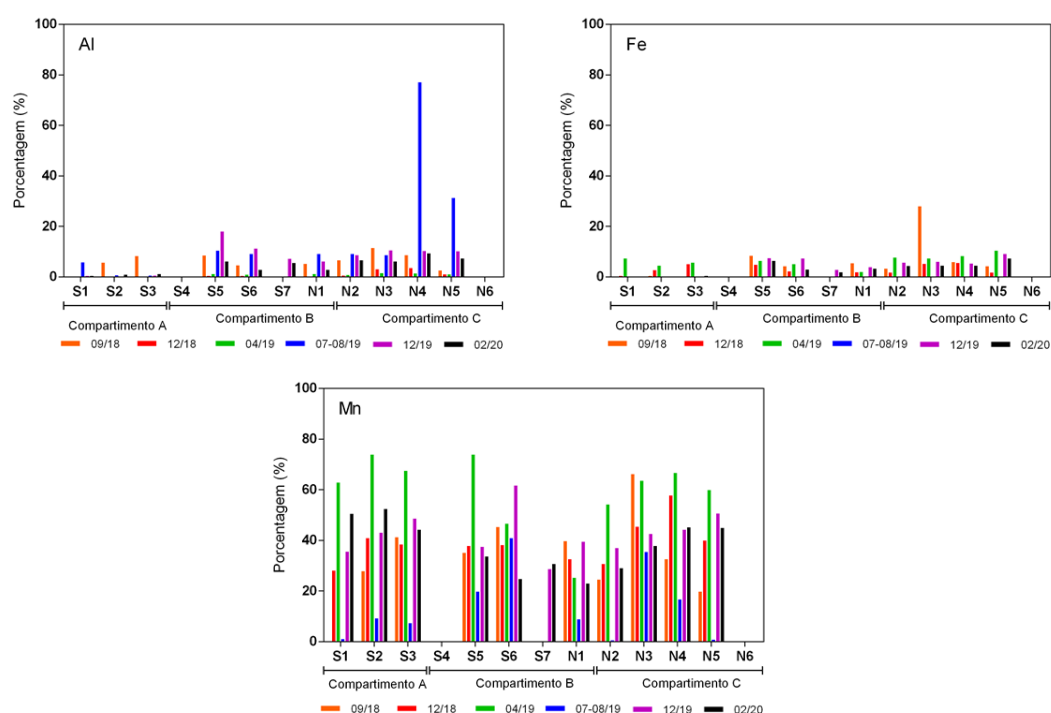 Al
Porcentagem (%)
100
80
60
40
20
0
S1 S2 S3 S4 S5 S6 S7 N1 N2 N3 N4 N5 N6
Compartimento A Compartimento B Compartimento C
09/18 12/18 04/19 07-08/19 12/19 02/20
Fe
Porcentagem (%)
100
80
60
40
20
0
S1 S2 S3 S4 S5 S6 S7 N1 N2 N3 N4 N5 N6
Compartimento A Compartimento B Compartimento C
09/18 12/18 04/19 07-08/19 12/19 02/20
Mn
Porcentagem (%)
100
80
60
40
20
0
S1 S2 S3 S4 S5 S6 S7 N1 N2 N3 N4 N5 N6
Compartimento A Compartimento B Compartimento C
09/18 12/18 04/19 07-08/19 12/19 02/20